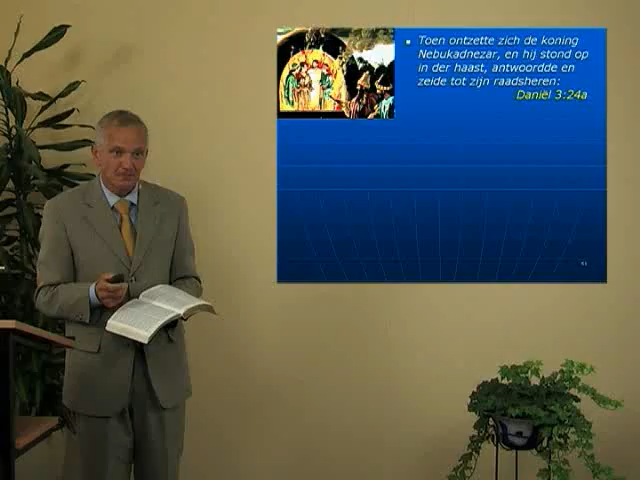 Toen ontzette zich de koning
Nebukadnezar, en hij stond op
in der haast, antwoordde en
zeide tot zijn raadsheren:
Daniël 3:24a